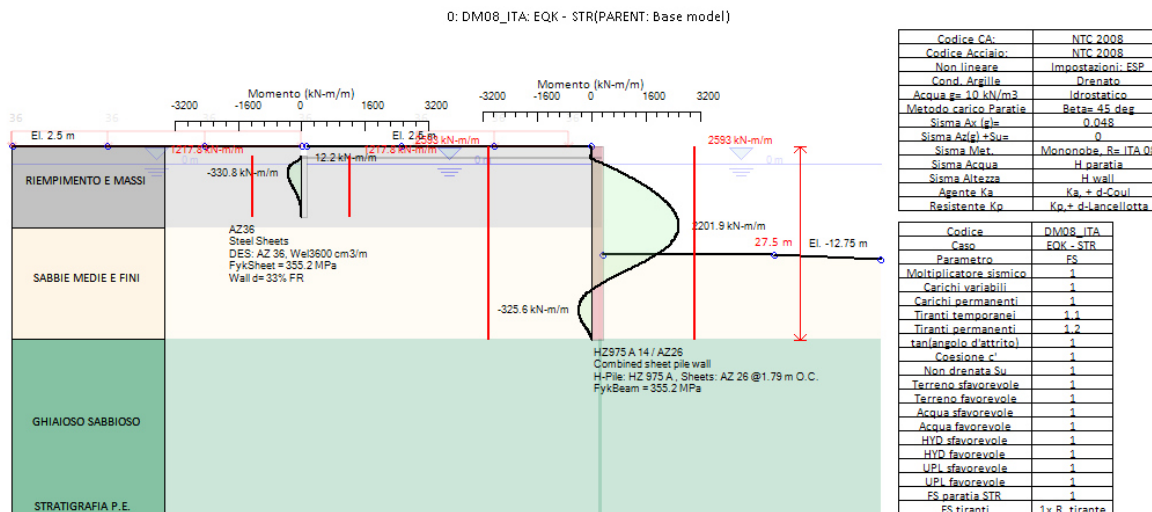 0: DM08_ITA: EQK - STR(PARENT: Base model)
Momento (kN-m/m)
-3200 -1600 0 1600 3200
Momento (kN-m/m)
-3200 -1600 0 1600 3200
36 36 36 36 36
El. 2.5 m
El. 2.5 m
1217.8 kN-m/m
1217.8 kN-m/m
2593 kN-m/m
2593 kN-m/m
0 m
0 m
0 m
12.2 kN-m/m
-330.8 kN-m/m
RIEMPIMENTO E MASSI
AZ36
Steel Sheets
DES: AZ 36, Wel3600 cm3/m
FykSheet = 355.2 MPa
Wall d= 33% FR
2201.9 kN-m/m
27.5 m
El. -12.75 m
SABBIE MEDIE E FINI
-325.6 kN-m/m
HZ975 A 14 / AZ26
Combined sheet pile wall
H-Pile: HZ 975 A , Sheets: AZ 26 @1.79 m O.C.
FykBeam = 355.2 MPa
GHIAIOSO SABBIOSO
STRATIGRAFIA P.E.
Codice CA: NTC 2008
Codice Acciaio: NTC 2008
Non lineare Impostazioni: ESP
Cond. Argille Drenato
Acqua g= 10 kN/m3 Idrostatico
Metodo carico Paratie Beta= 45 deg
Sisma Ax (g)= 0.048
Sisma Az(g) +Su= 0
Sisma Met. Mononobe, R= ITA 08
Sisma Acqua H paratia
Sisma Altezza H wall
Agente Ka Ka, + d-Coul
Resistente Kp Kp,+ d-Lancellotta
Codice DM08_ITA
Caso EQK - STR
Parametro FS
Moltiplicatore sismico 1
Carichi variabili 1
Carichi permanenti 1
Tiranti temporanei 1.1
Tiranti permanenti 1.2
tan(angolo d'attrito) 1
Coesione c' 1
Non drenata Su 1
Terreno sfavorevole 1
Terreno favorevole 1
Acqua sfavorevole 1
Acqua favorevole 1
HYD sfavorevole 1
HYD favorevole 1
UPL sfavorevole 1
UPL favorevole 1
FS paratia STR 1
FS tiranti 1x R. tirante